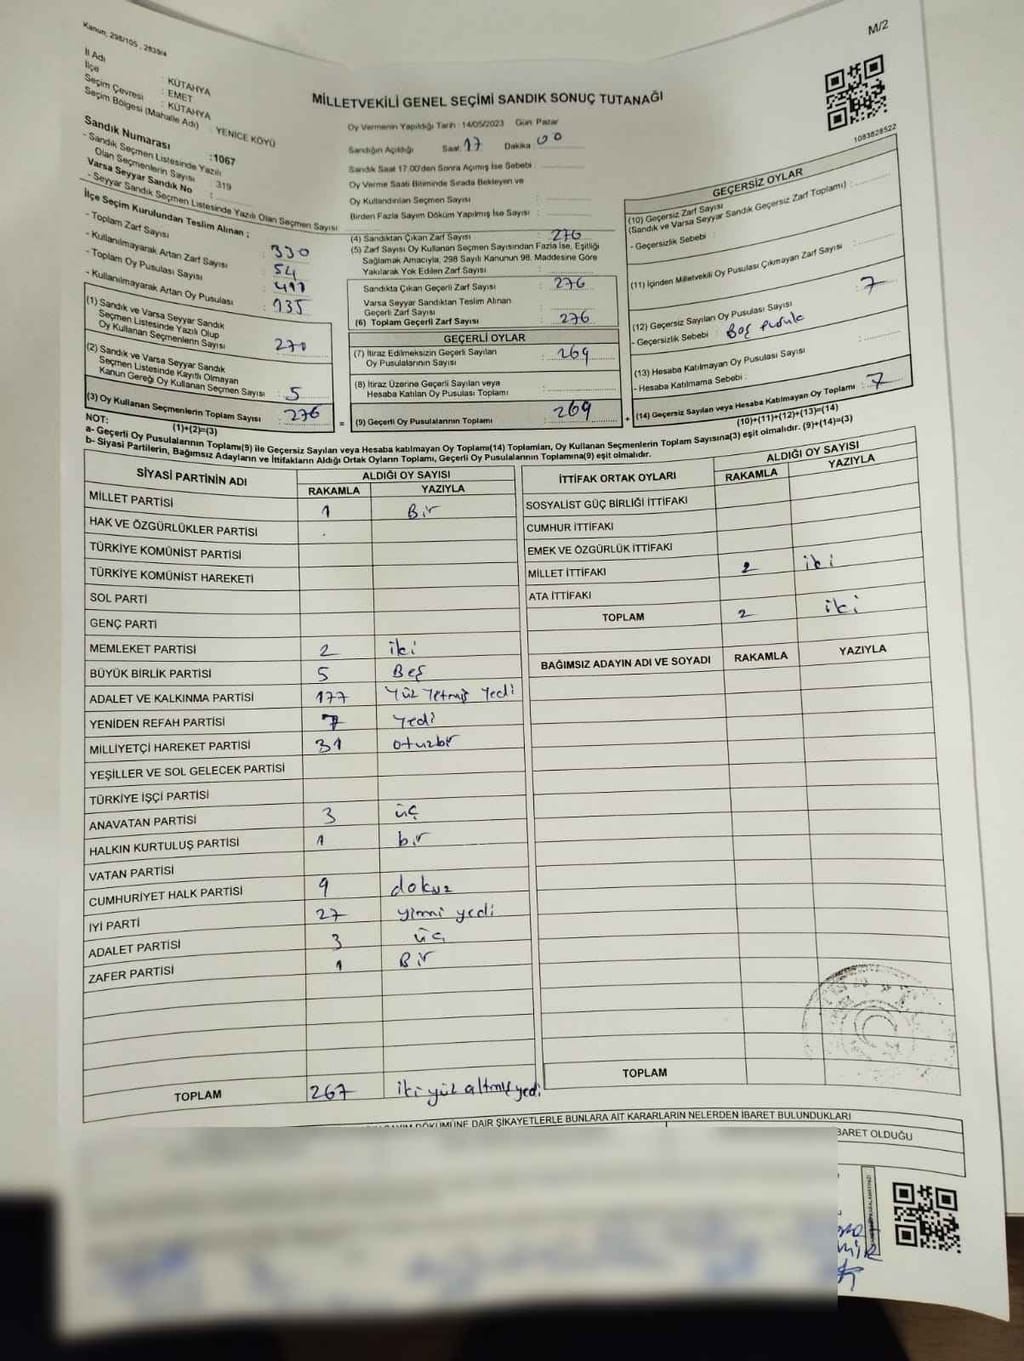 Kanun; 298/105, 2839/4
M/2
İl Adı : KÜTAHYA
İlçe : EMET
Seçim Çevresi : KÜTAHYA
Seçim Bölgesi (Mahalle Adı) : YENİCE KÖYÜ
Sandık Numarası : 1067
- Sandık Seçmen Listesinde Yazılı Olan Seçmenlerin Sayısı : 319
Varsa Seyyar Sandık No :
- Seyyar Sandık Seçmen Listesinde Yazılı Olan Seçmen Sayısı
MİLLETVEKİLİ GENEL SEÇİMİ SANDIK SONUÇ TUTANAĞI
1083828522
Oy Vermenin Yapıldığı Tarih : 14/05/2023 Gün: Pazar
Sandığın Açıldığı Saat: 17 Dakika 00
Sandık Saat 17.00'den Sonra Açımış İse Sebebi :
Oy Verme Saati Bitiminde Sırada Bekleyen ve
Oy Kullandırılan Seçmen Sayısı :
Birden Fazla Sayım Döküm Yapılmış İse Sayısı :
İlçe Seçim Kurulundan Teslim Alınan ;
- Toplam Zarf Sayısı : 330
- Kullanılmayarak Artan Zarf Sayısı : 54
- Toplam Oy Pusulası Sayısı : 411
- Kullanılmayarak Artan Oy Pusulası : 135
(1) Sandık ve Varsa Seyyar Sandık
Seçmen Listesinde Yazılı Olup
Oy Kullanan Seçmenlerin Sayısı : 270
(2) Sandık ve Varsa Seyyar Sandık
Seçmen Listesinde Kayıtlı Olmayan
Kanun Gereği Oy Kullanan Seçmen Sayısı : 5
(3) Oy Kullanan Seçmenlerin Toplam Sayısı : 276
(1)+(2)=(3)
(4) Sandıktan Çıkan Zarf Sayısı : 276
(5) Zarf Sayısı Oy Kullanan Seçmen Sayısından Fazla İse, Eşitliği
Sağlamak Amacıyla, 298 Sayılı Kanunun 98. Maddesine Göre
Yakılarak Yok Edilen Zarf Sayısı :
Sandıkta Çıkan Geçerli Zarf Sayısı : 276
Varsa Seyyar Sandıktan Teslim Alınan
Geçerli Zarf Sayısı :
(6) Toplam Geçerli Zarf Sayısı : 276
GEÇERLİ OYLAR
(7) İtiraz Edilmeksizin Geçerli Sayılan
Oy Pusulalarının Sayısı : 269
(8) İtiraz Üzerine Geçerli Sayılan veya
Hesaba Katılan Oy Pusulası Toplamı :
= (9) Geçerli Oy Pusulalarının Toplamı : 269
GEÇERSİZ OYLAR
(10) Geçersiz Zarf Sayısı
(Sandık ve Varsa Seyyar Sandık Geçersiz Zarf Toplamı) :
- Geçersizlik Sebebi :
(11) İçinden Milletvekili Oy Pusulası Çıkmayan Zarf Sayısı :
(12) Geçersiz Sayılan Oy Pusulası Sayısı : 7
- Geçersizlik Sebebi : Boş pusula
(13) Hesaba Katılmayan Oy Pusulası Sayısı :
- Hesaba Katılmama Sebebi :
+ (14) Geçersiz Sayılan veya Hesaba Katılmayan Oy Toplamı : 7
(10)+(11)+(12)+(13)=(14)
NOT:
a- Geçerli Oy Pusulalarının Toplamı(9) ile Geçersiz Sayılan veya Hesaba katılmayan Oy Toplamı(14) Toplamları, Oy Kullanan Seçmenlerin Toplam Sayısına(3) eşit olmalıdır. (9)+(14)=(3)
b- Siyasi Partilerin, Bağımsız Adayların ve İttifakların Aldığı Ortak Oyların Toplamı, Geçerli Oy Pusulalarının Toplamına(9) eşit olmalıdır.
SİYASİ PARTİNİN ADI ALDIĞI OY SAYISI
RAKAMLA YAZIYLA
MİLLET PARTİSİ 1 Bir
HAK VE ÖZGÜRLÜKLER PARTİSİ
TÜRKİYE KOMÜNİST PARTİSİ
TÜRKİYE KOMÜNİST HAREKETİ
SOL PARTİ
GENÇ PARTİ
MEMLEKET PARTİSİ 2 iki
BÜYÜK BİRLİK PARTİSİ 5 Beş
ADALET VE KALKINMA PARTİSİ 177 Yüz Yetmiş Yedi
YENİDEN REFAH PARTİSİ 7 Yedi
MİLLİYETÇİ HAREKET PARTİSİ 31 otuzbir
YEŞİLLER VE SOL GELECEK PARTİSİ
TÜRKİYE İŞÇİ PARTİSİ
ANAVATAN PARTİSİ 3 üç
HALKIN KURTULUŞ PARTİSİ 1 bir
VATAN PARTİSİ
CUMHURİYET HALK PARTİSİ 9 dokuz
İYİ PARTİ 27 yirmi yedi
ADALET PARTİSİ 3 üç
ZAFER PARTİSİ 1 Bir
TOPLAM 267 iki yüz altmış yedi
İTTİFAK ORTAK OYLARI ALDIĞI OY SAYISI
RAKAMLA YAZIYLA
SOSYALİST GÜÇ BİRLİĞİ İTTİFAKI
CUMHUR İTTİFAKI
EMEK VE ÖZGÜRLÜK İTTİFAKI
MİLLET İTTİFAKI 2 iki
ATA İTTİFAKI
TOPLAM 2 iki
BAĞIMSIZ ADAYIN ADI VE SOYADI RAKAMLA YAZIYLA
TOPLAM
DÖKÜMÜNE DAİR ŞİKAYETLERLE BUNLARA AİT KARARLARIN NELERDEN İBARET BULUNDUKLARI
BARET OLDUĞU